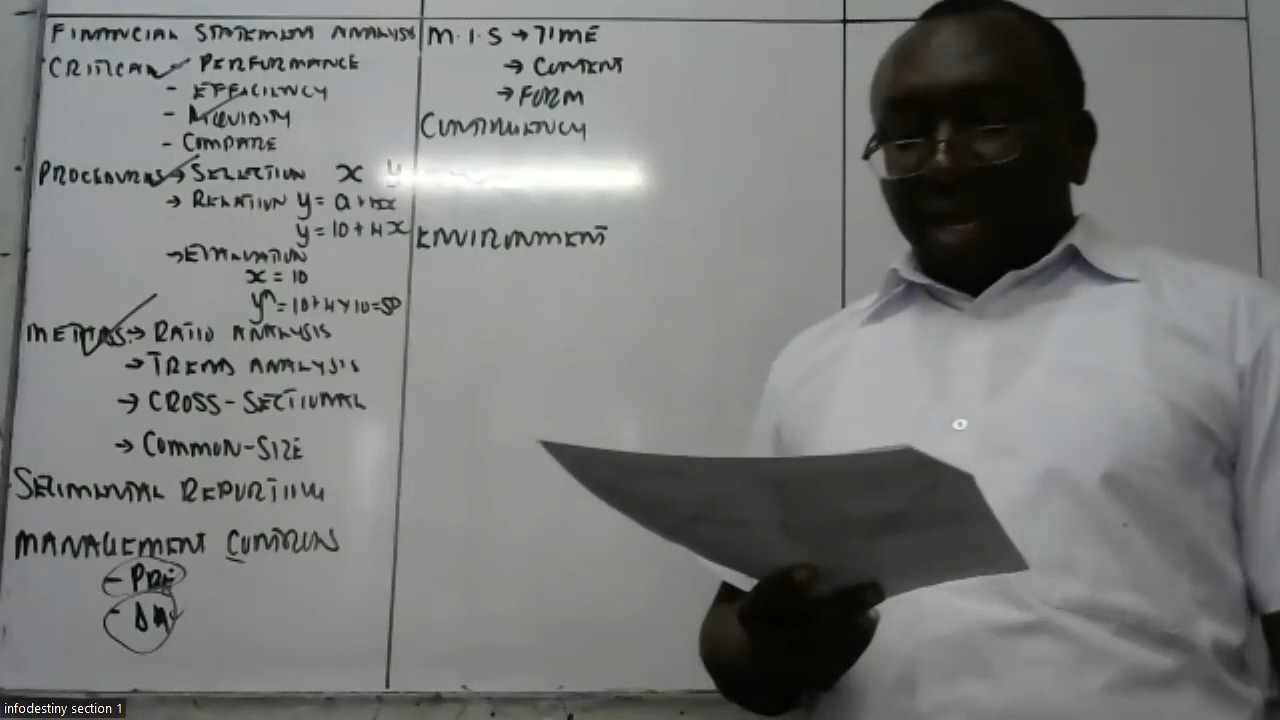 FINANCIAL STATEMENT ANALYSIS
CRITICAL PERFORMANCE
- EFFICIENCY
- LIQUIDITY
- COMPARE
PROCEDURES → SELECTION x y
→ RELATION y = a + bx
y = 10 + 4x
→ EVALUATION
x = 10
y = 10 + 4 x 10 = 50
METHODS → RATIO ANALYSIS
→ TREND ANALYSIS
→ CROSS-SECTIONAL
→ COMMON-SIZE
SEGMENTAL REPORTING
MANAGEMENT CONTROL
- PRE
M.I.S → TIME
→ CONTENT
→ FORM
CONTINGENCY
ENVIRONMENT
infodestiny section 1